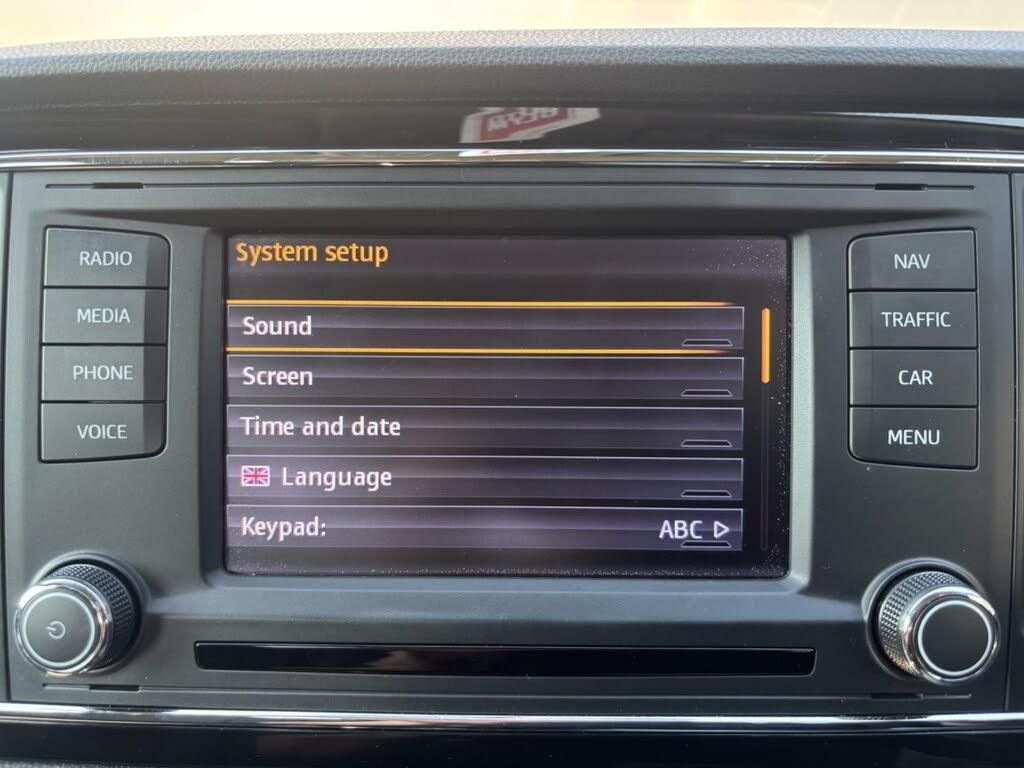 RADIO
MEDIA
PHONE
VOICE
System setup
Sound
Screen
Time and date
Language
Keypad: ABC
NAV
TRAFFIC
CAR
MENU